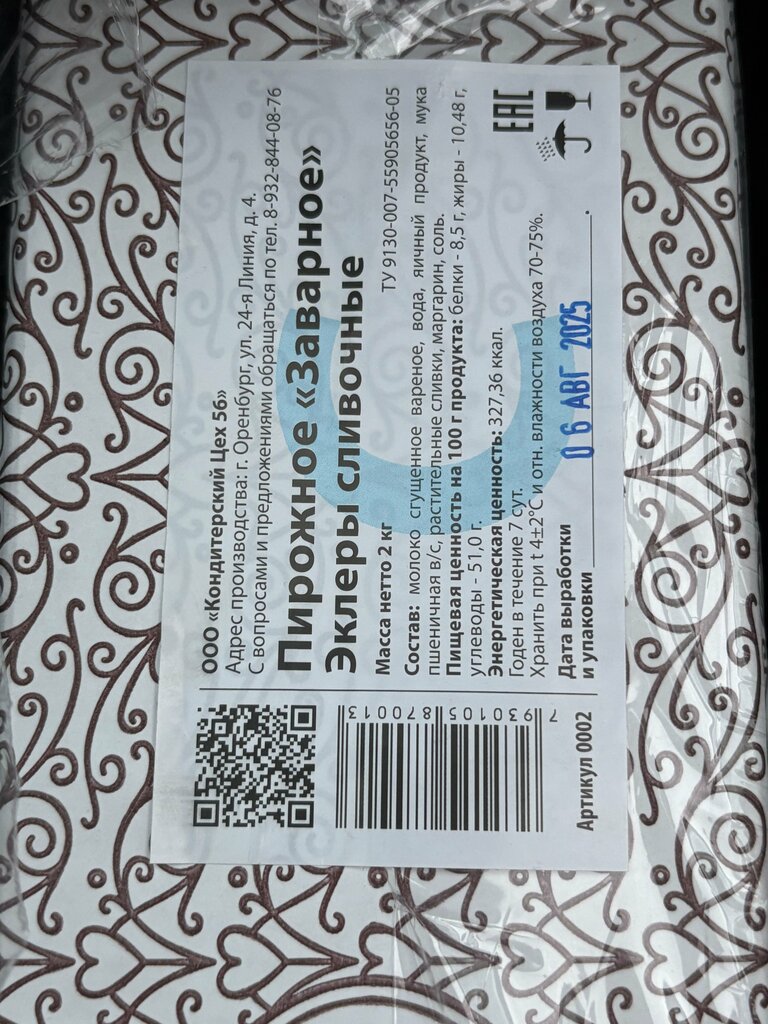 ООО «Кондитерский Цех 56»
Адрес производства: г. Оренбург, ул. 24-я Линия, д. 4.
С вопросами и предложениями обращаться по тел. 8-932-844-08-76
Пирожное «Заварное»
Эклеры сливочные
Масса нетто 2 кг ТУ 9130-007-55905656-05
Состав: молоко сгущенное вареное, вода, яичный продукт, мука
пшеничная в/с, растительные сливки, маргарин, соль.
Пищевая ценность на 100 г продукта: белки - 8,5 г, жиры - 10,48 г,
углеводы - 51,0 г.
Энергетическая ценность: 327,36 ккал.
Годен в течение 7 сут.
Хранить при t 4±2°С и отн. влажности воздуха 70-75%.
Дата выработки
и упаковки 06 АВГ 2025
EAC
7 930105 870013
Артикул 0002